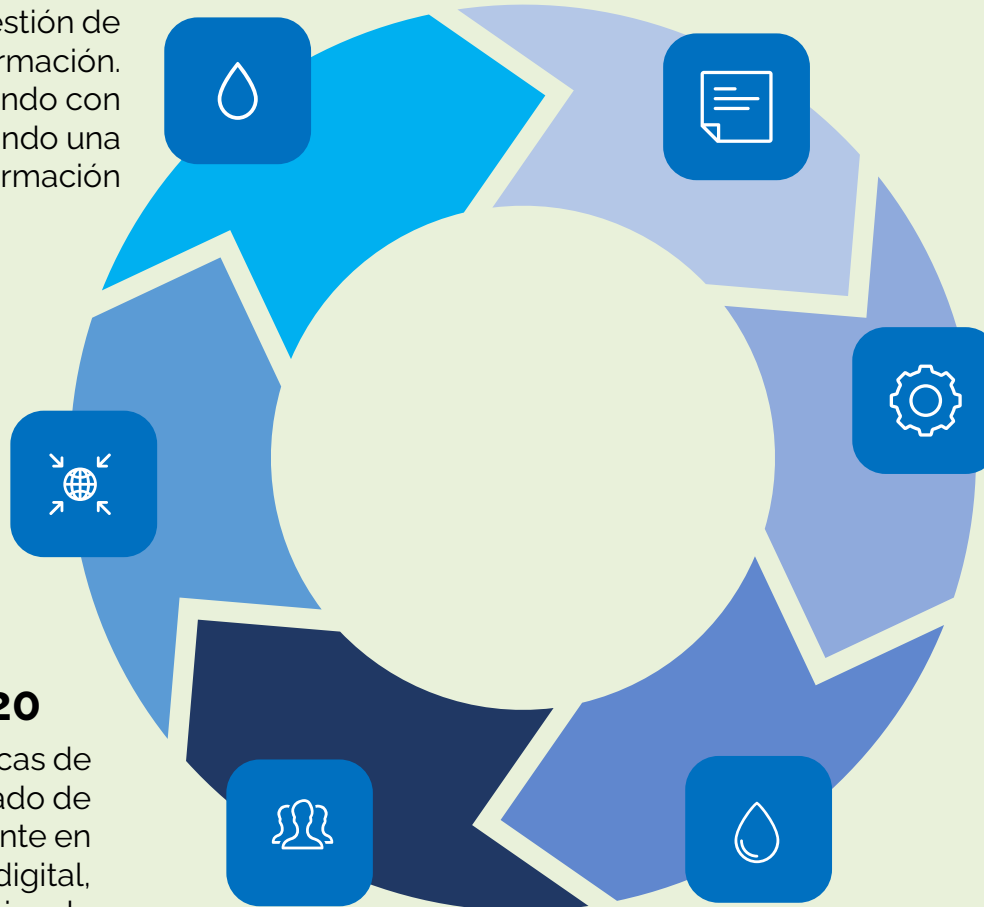 estión de
rmación.
ndo con
ndo una
rmación
20
cas de
ado de
nte en
digital,